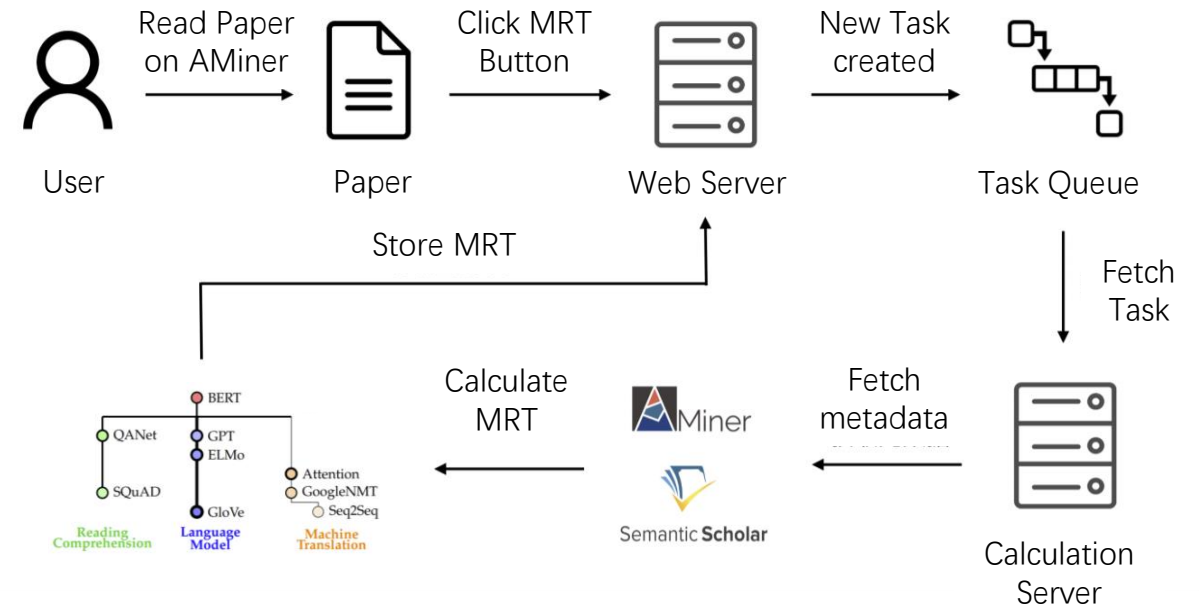 Read Paper
on AMiner
Click MRT
Button
New Task
created
User
Paper
Web Server
Task Queue
Store MRT
Fetch
Task
Calculate
MRT
AMiner
Fetch
metadata
Semantic Scholar
BERT
QANet
GPT
ELMo
Attention
SQuAD
GoogleNMT
GloVe
Seq2Seq
Reading
Comprehension
Language
Model
Machine
Translation
Calculation
Server